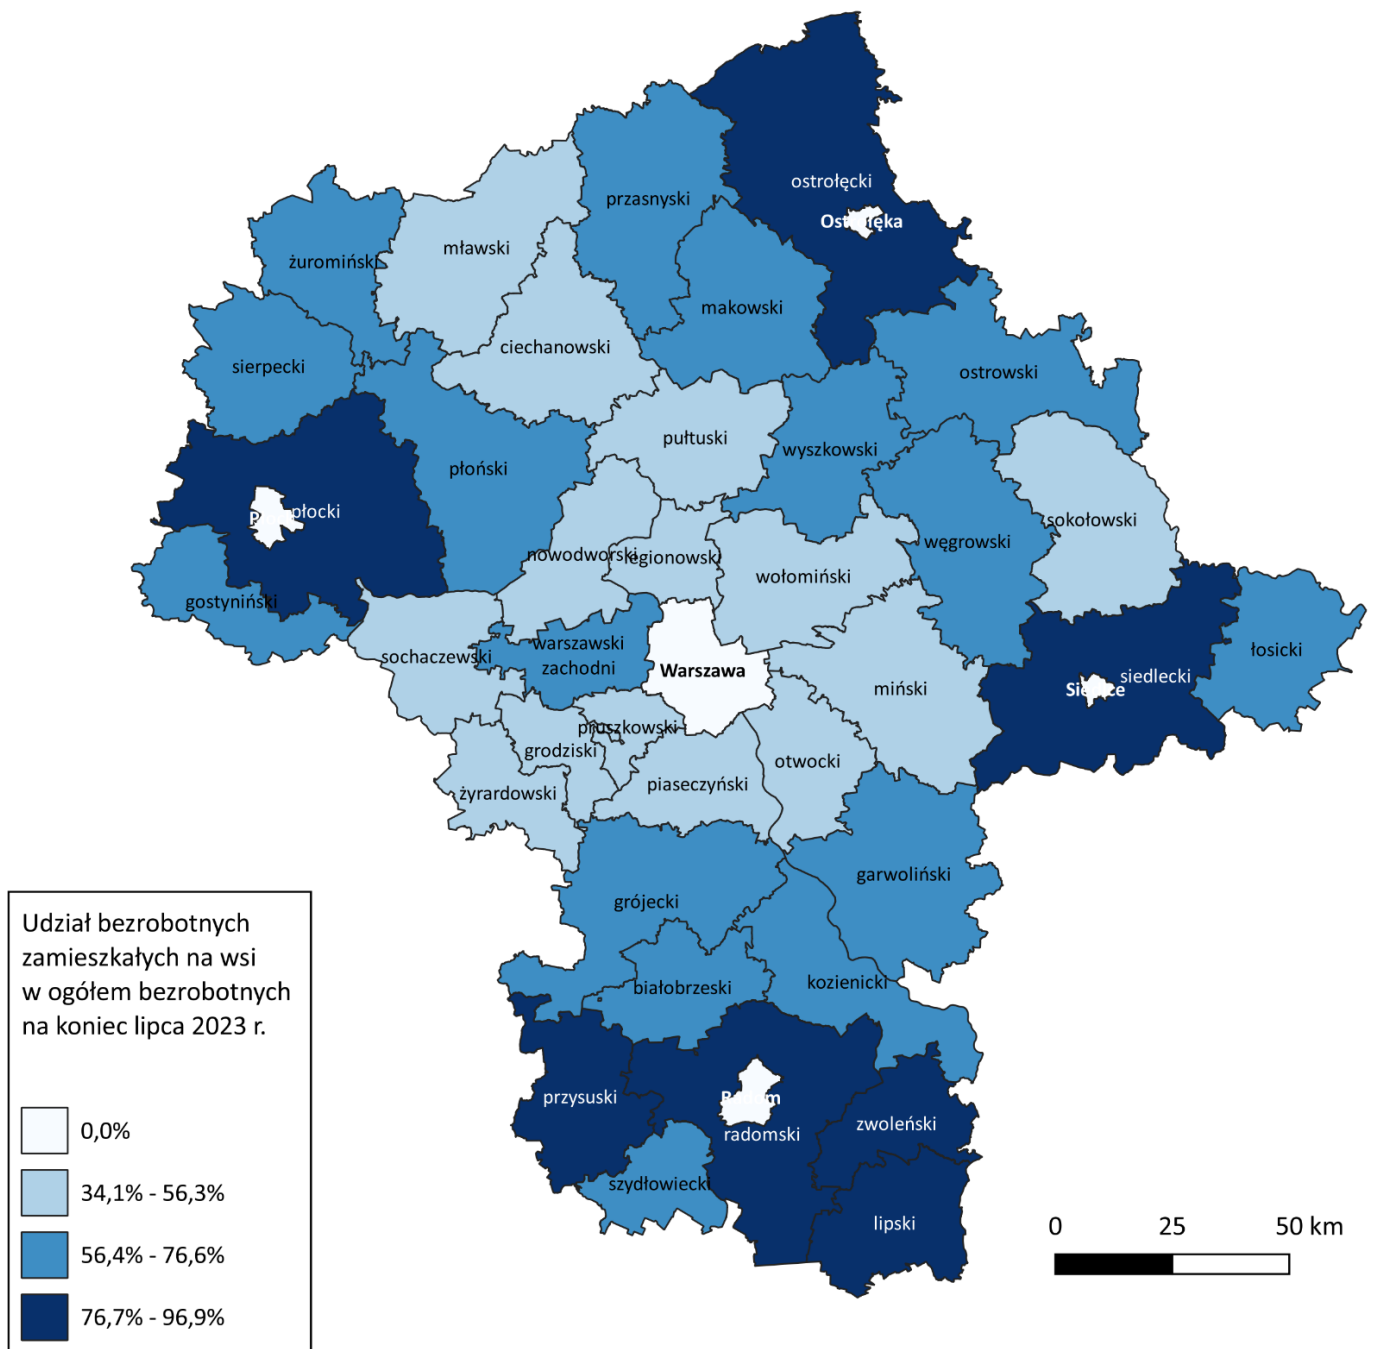 ostrołęcki
przasnyski
Ostrołęka
mławski
żuromiński
makowski
ciechanowski
sierpecki
ostrowski
pułtuski
wyszkowski
płoński
płocki
sokołowski
węgrowski
nowodworski
legionowski
wołomiński
gostyniński
warszawski
zachodni
sochaczewski
łosicki
Warszawa
siedlecki
Siedlce
miński
pruszkowski
grodziski
otwocki
piaseczyński
żyrardowski
garwoliński
grójecki
kozienicki
białobrzeski
przysuski
Radom
zwoleński
radomski
szydłowiecki
lipski
Udział bezrobotnych
zamieszkałych na wsi
w ogółem bezrobotnych
na koniec lipca 2023 r.
0,0%
34,1% - 56,3%
56,4% - 76,6%
76,7% - 96,9%
0 25 50 km